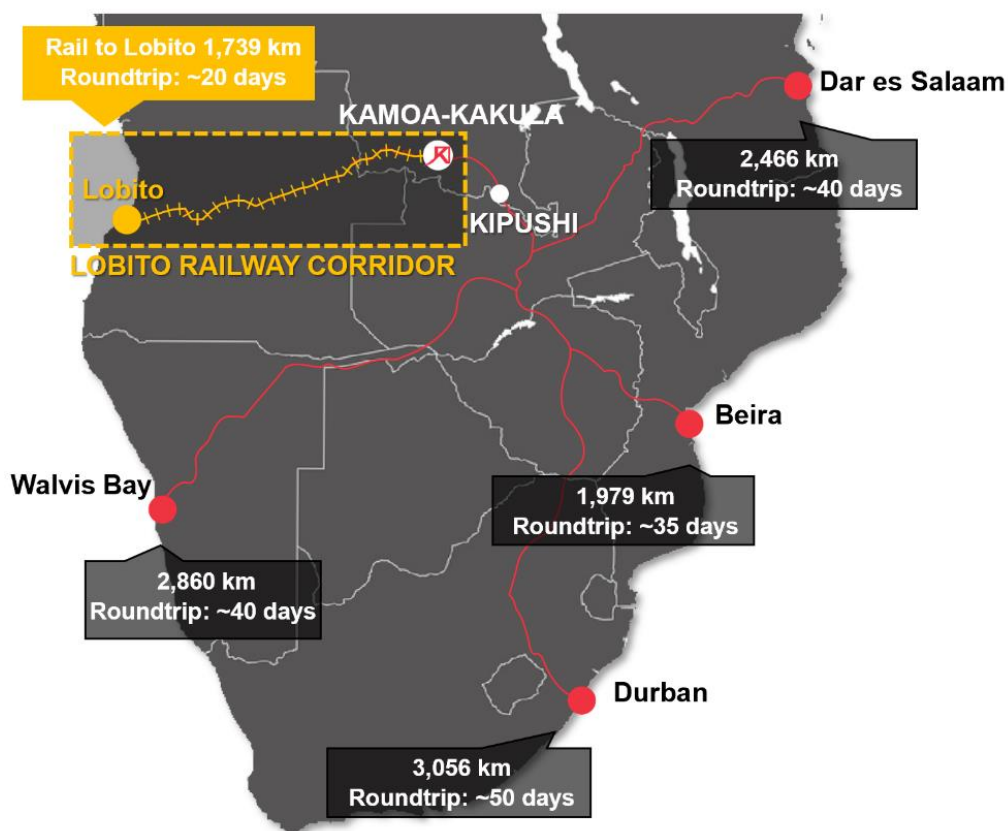 Rail to Lobito 1,739 km
Roundtrip: ~20 days
Dar es Salaam
KAMOA-KAKULA
2,466 km
Roundtrip: ~40 days
Lobito
KIPUSHI
LOBITO RAILWAY CORRIDOR
Beira
Walvis Bay
1,979 km
Roundtrip: ~35 days
2,860 km
Roundtrip: ~40 days
Durban
3,056 km
Roundtrip: ~50 days